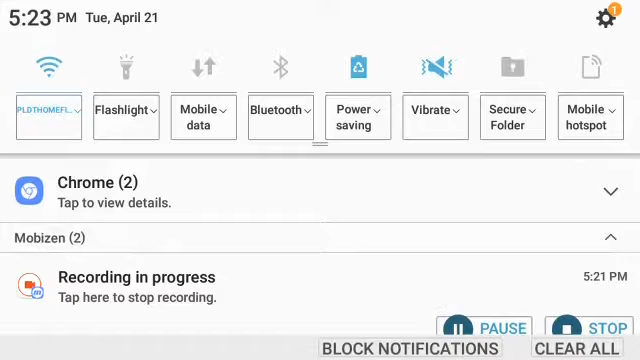 5:23 PM Tue, April 21
1
PLDTHOMEFI...
Flashlight
Mobile
data
Bluetooth
Power
saving
Vibrate
Secure
Folder
Mobile
hotspot
Chrome (2)
Tap to view details.
Mobizen (2)
Recording in progress
5:21 PM
Tap here to stop recording.
m
PAUSE
STOP
BLOCK NOTIFICATIONS
CLEAR ALL